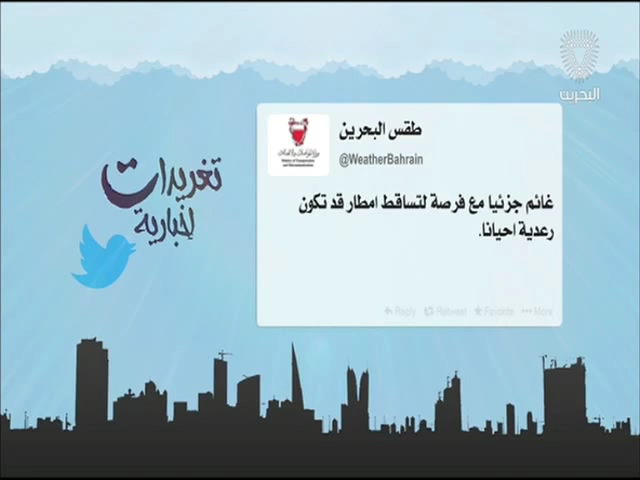 البحرين
طقس البحرين
@WeatherBahrain
تغريدات
إخبارية
غائم جزئيا مع فرصة لتساقط امطار قد تكون
رعدية احيانا.
Reply Retweet Favorite More